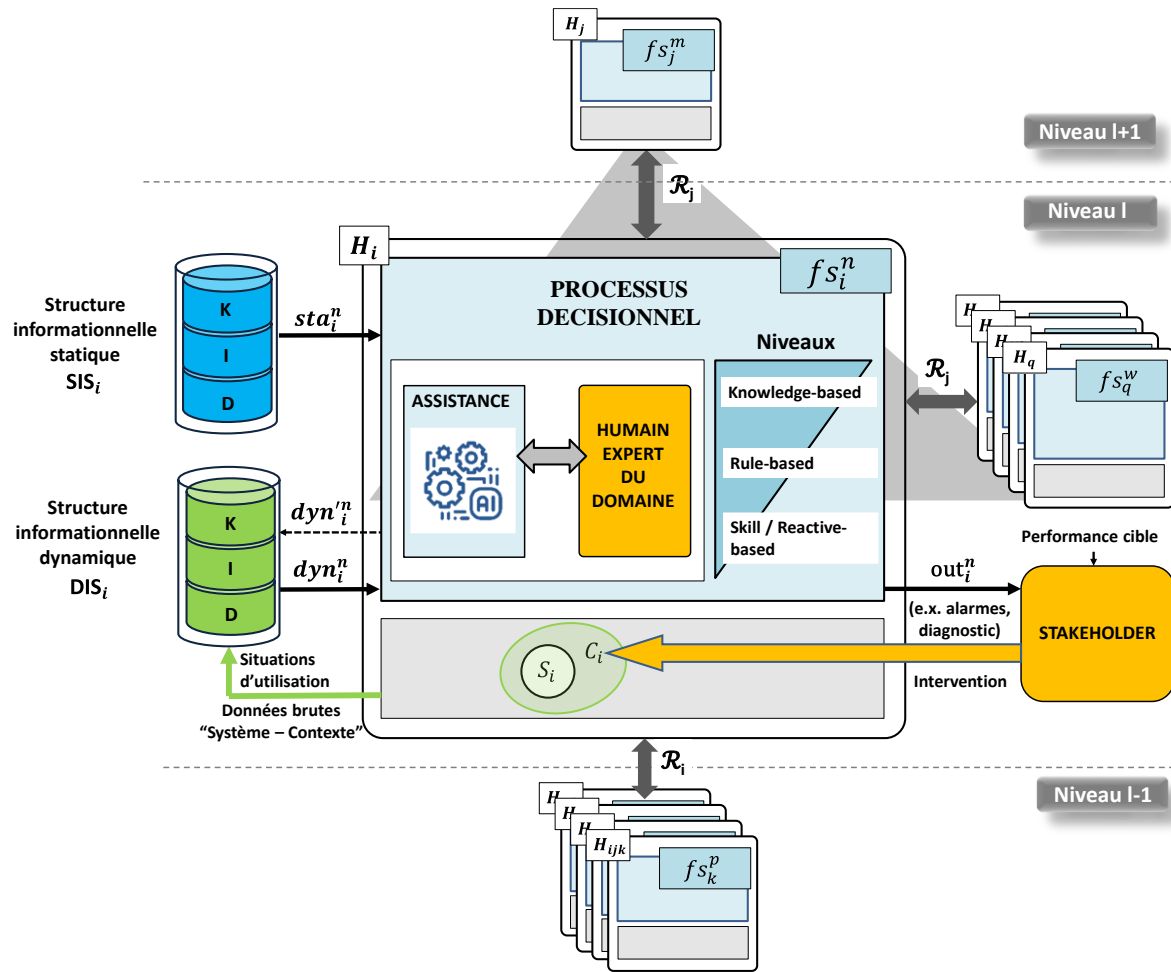 H_j
fs_j^m
Niveau l+1
ℛ_j
Niveau l
H_i
fs_i^n
PROCESSUS
DECISIONNEL
Structure
informationnelle
statique
SIS_i
K
I
D
sta_i^n
Niveaux
Knowledge-based
Rule-based
Skill / Reactive-
based
ASSISTANCE
AI
HUMAIN
EXPERT
DU
DOMAINE
ℛ_j
H
H
H
H_q
fs_q^w
Structure
informationnelle
dynamique
DIS_i
K
I
D
dyn'_i^n
dyn_i^n
Performance cible
out_i^n
(e.x. alarmes,
diagnostic)
STAKEHOLDER
Intervention
S_i
C_i
Situations
d’utilisation
Données brutes
“Système – Contexte”
ℛ_i
Niveau l-1
H
H
H
H_ijk
fs_k^p